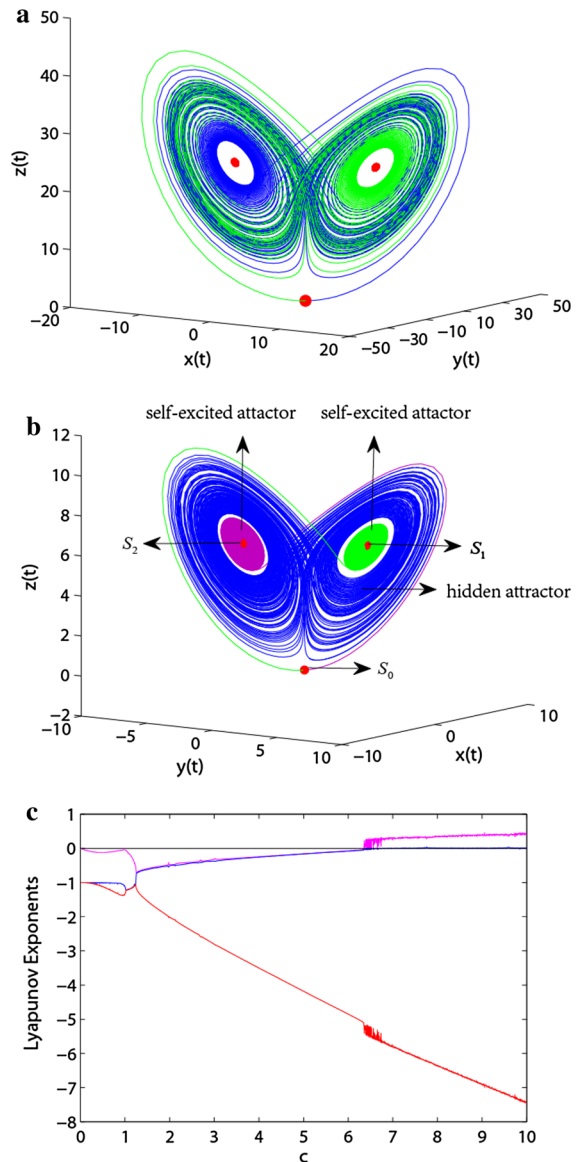 a
50
40
30
20
10
0
z(t)
−20
−10
0
10
20
x(t)
−50
−30
−10
10
30
50
y(t)
b
self-excited attactor
self-excited attactor
12
10
8
6
4
2
0
−2
z(t)
S2
S1
hidden attractor
S0
−10
−5
0
5
10
y(t)
−10
0
10
x(t)
c
1
0
−1
−2
−3
−4
−5
−6
−7
−8
Lyapunov Exponents
0 1 2 3 4 5 6 7 8 9 10
c